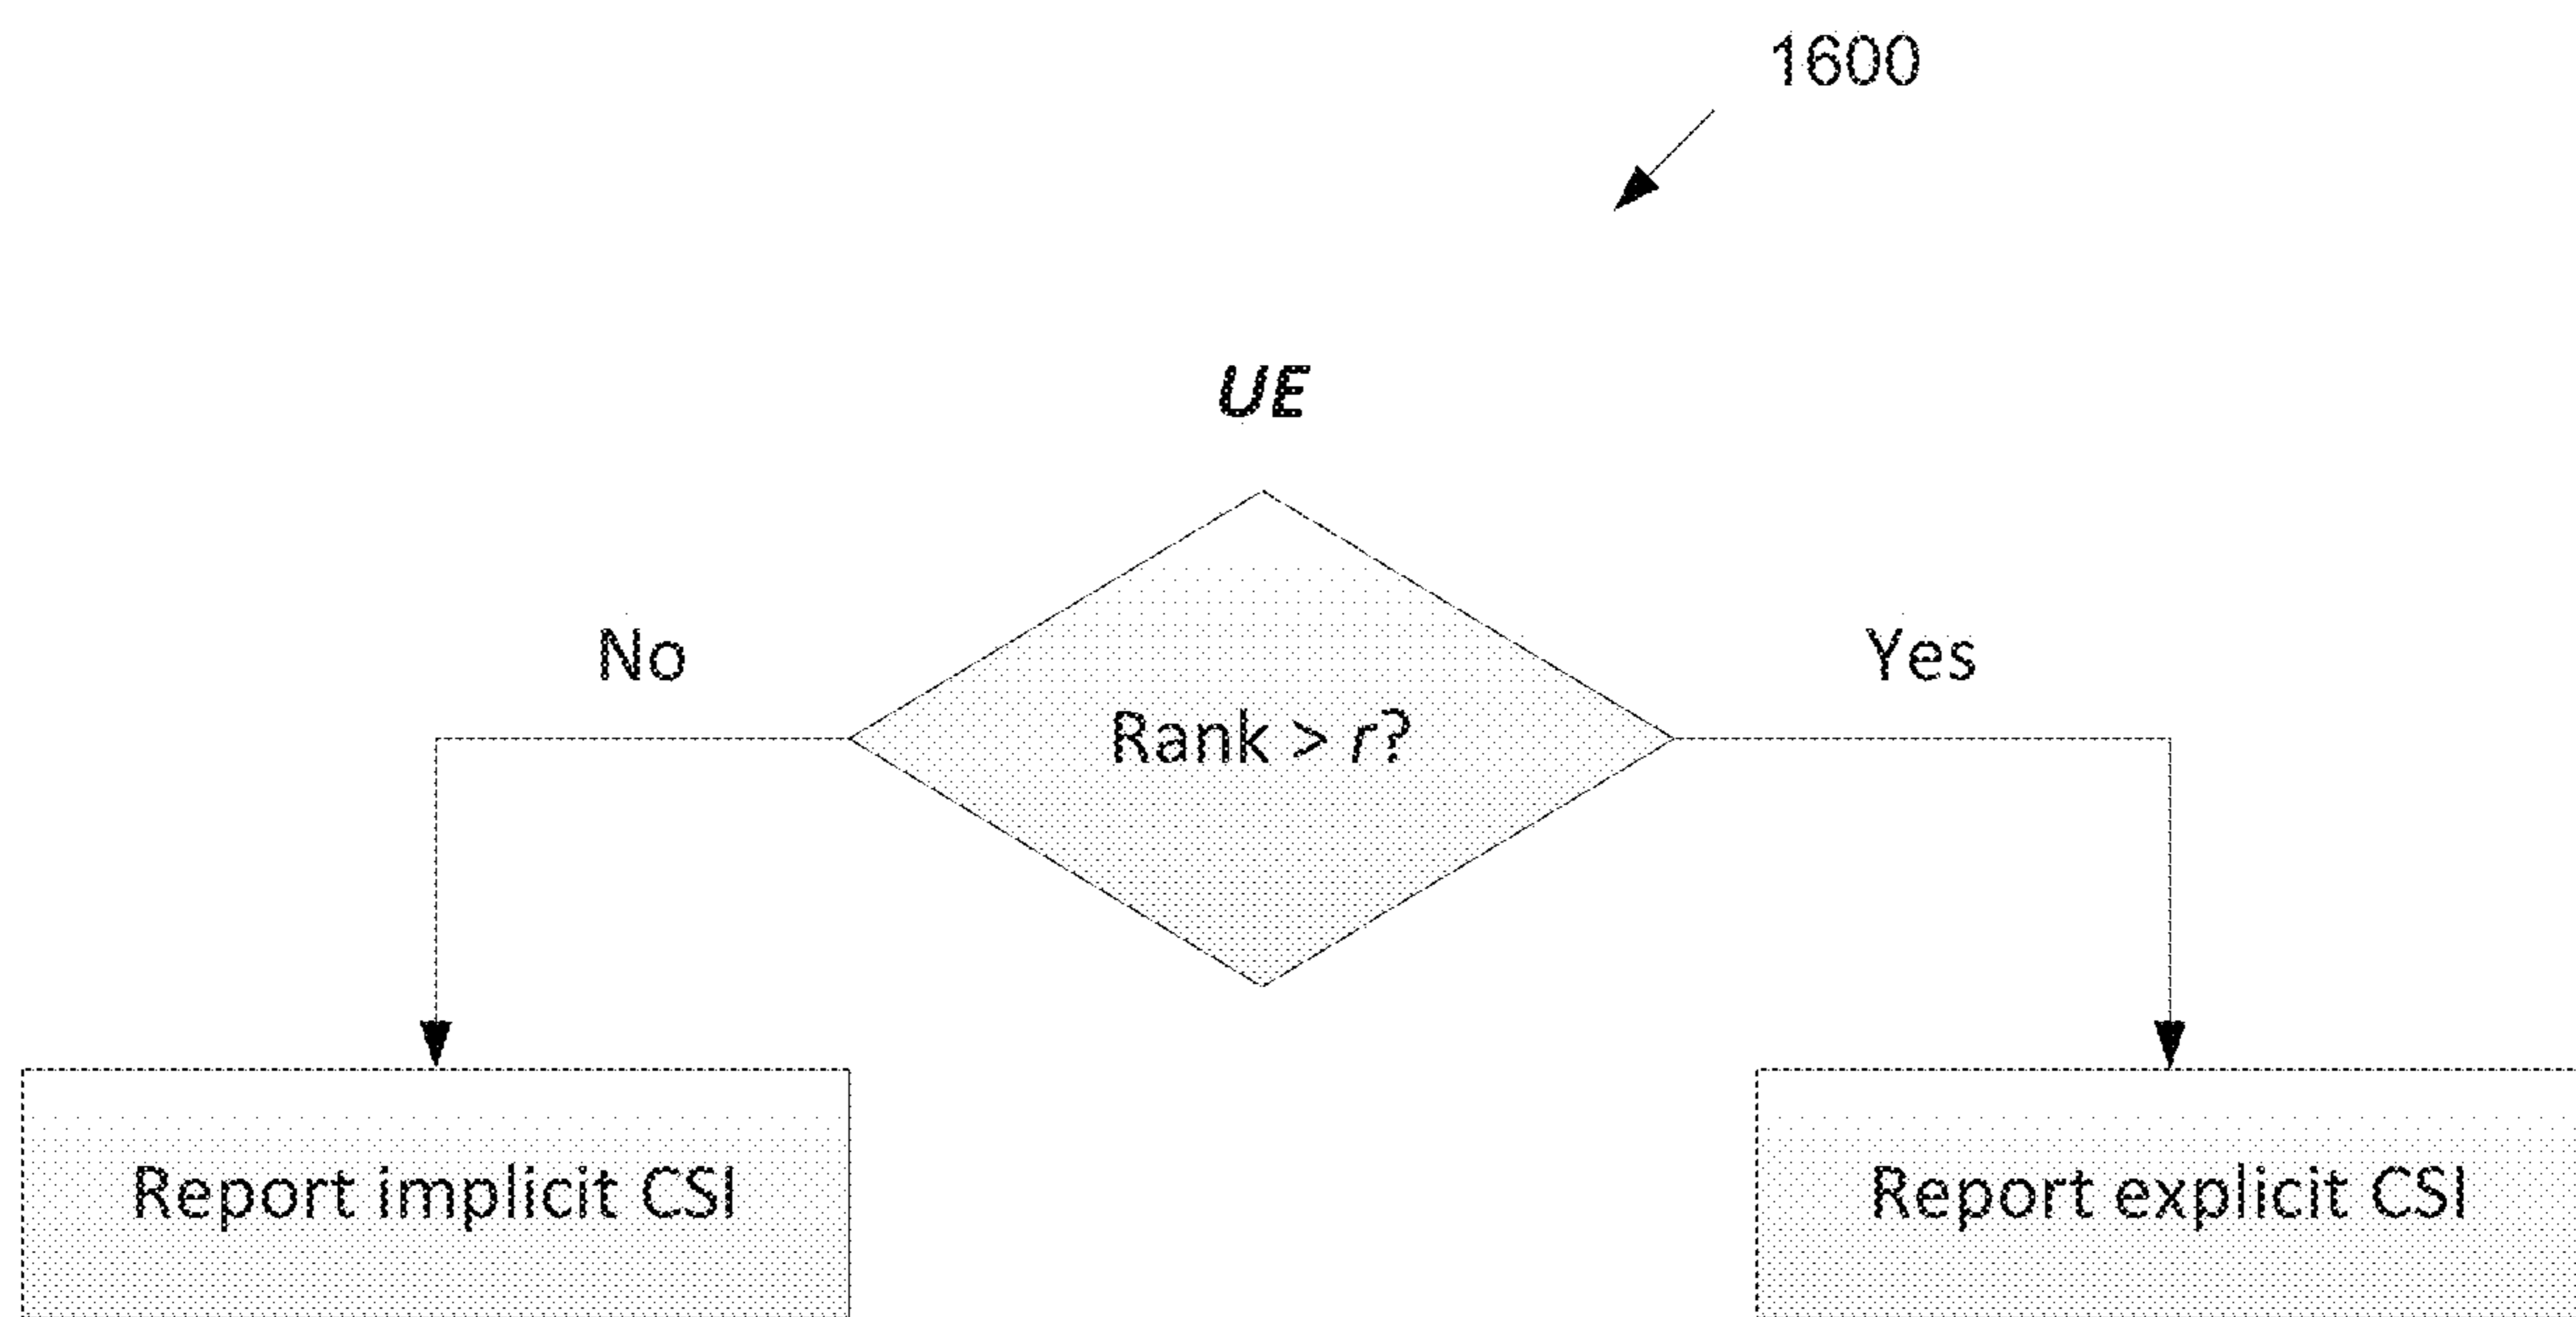 1600
UE
No
Yes
Rank > r?
Report implicit CSI
Report explicit CSI